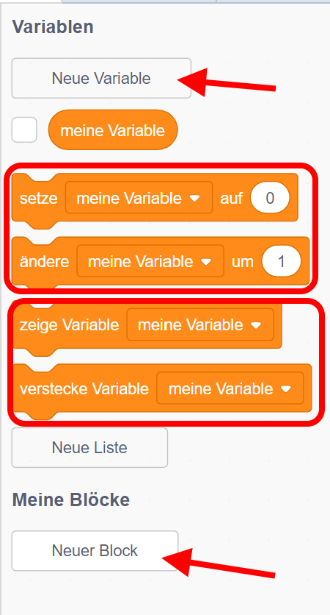 Variablen
Neue Variable
meine Variable
setze meine Variable auf 0
ändere meine Variable um 1
zeige Variable meine Variable
verstecke Variable meine Variable
Neue Liste
Meine Blöcke
Neuer Block